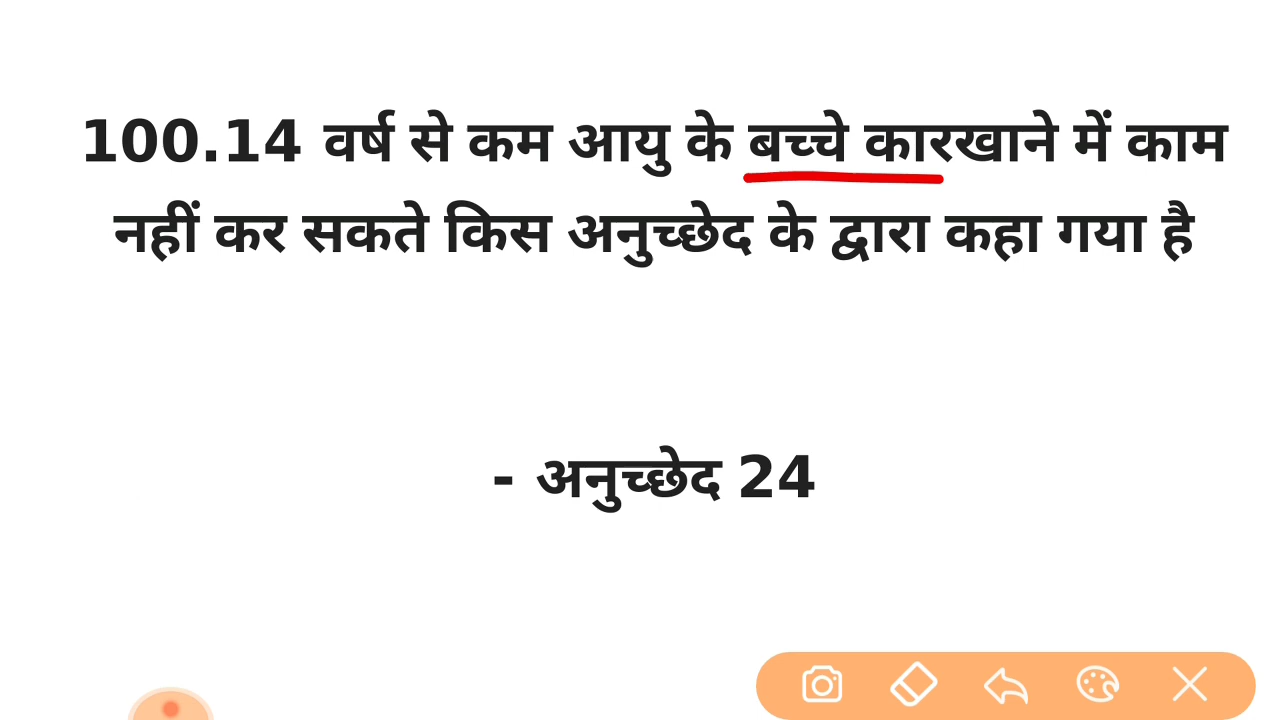 100.14 वर्ष से कम आयु के बच्चे कारखाने में काम
नहीं कर सकते किस अनुच्छेद के द्वारा कहा गया है
- अनुच्छेद 24